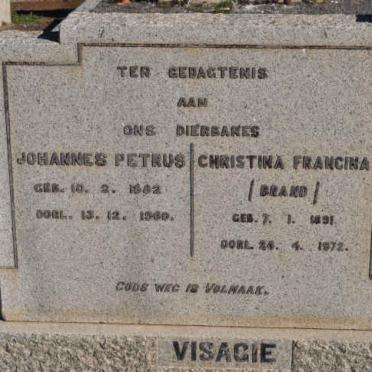 TER GEDAGTENIS
AAN
ONS DIERBARES
JOHANNES PETRUS
GEB. 10. 2. 1882
OORL. 13. 12. 1960.
CHRISTINA FRANCINA
/BRAND/
GEB. 7. 1. 1891
OORL. 24. 4. 1972.
GODS WEG IS VOLMAAK.
VISAGIE